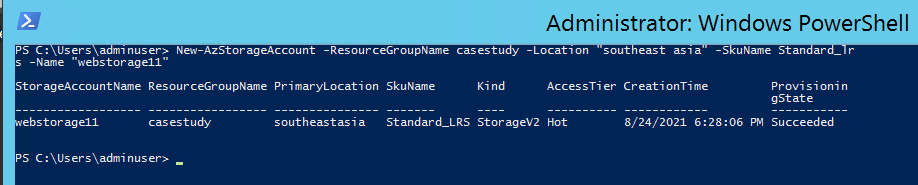 Administrator: Windows PowerShell
PS C:\Users\adminuser> New-AzStorageAccount -ResourceGroupName casestudy -Location "southeast asia" -SkuName Standard_lr
s -Name "webstorage11"
StorageAccountName ResourceGroupName PrimaryLocation SkuName Kind AccessTier CreationTime Provisionin
gState
------------------ ----------------- --------------- ------- ---- ---------- ------------ -----------
webstorage11 casestudy southeastasia Standard_LRS StorageV2 Hot 8/24/2021 6:28:06 PM Succeeded
PS C:\Users\adminuser>